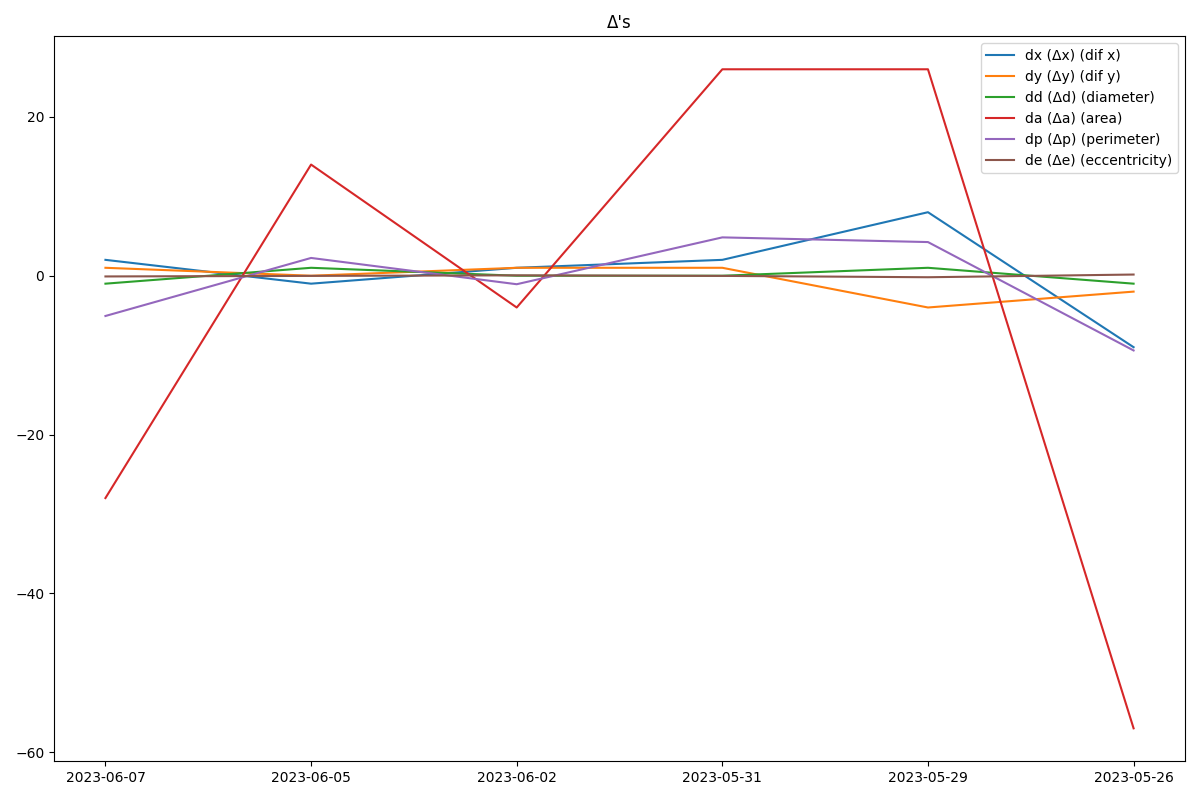 Δ's
dx (Δx) (dif x)
dy (Δy) (dif y)
dd (Δd) (diameter)
da (Δa) (area)
dp (Δp) (perimeter)
de (Δe) (eccentricity)
20
0
−20
−40
−60
2023-06-07 2023-06-05 2023-06-02 2023-05-31 2023-05-29 2023-05-26